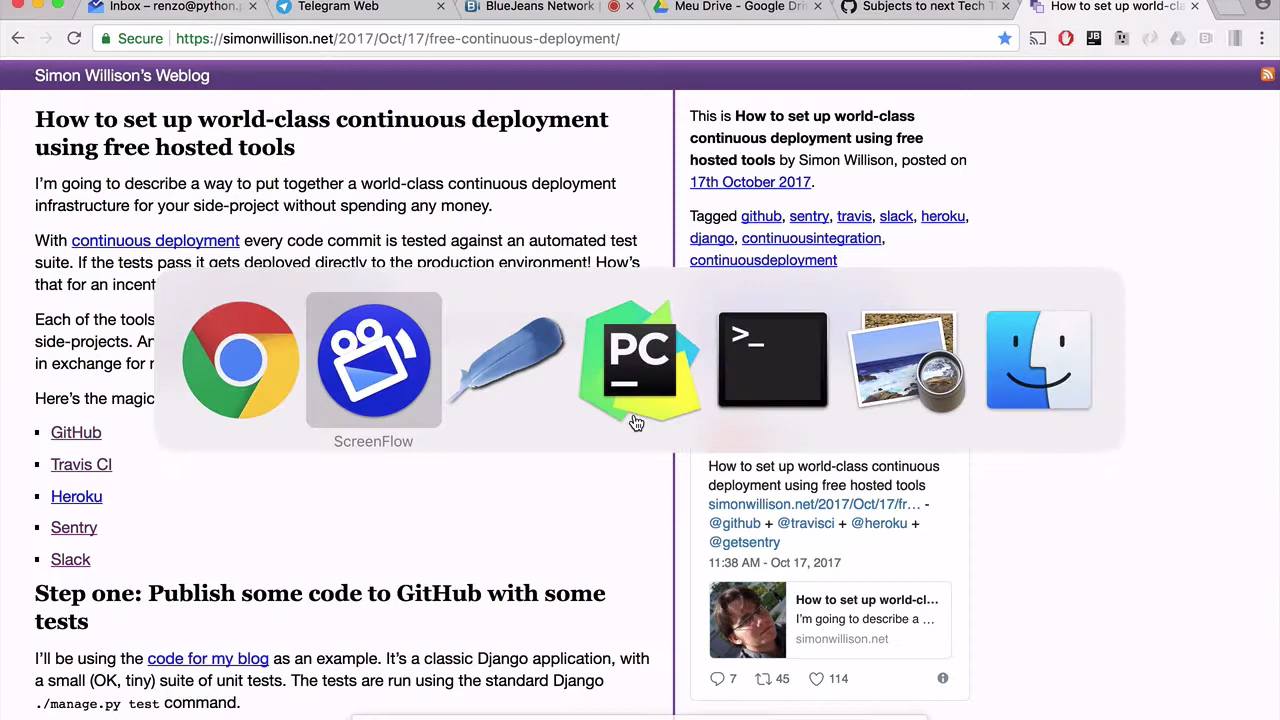 Inbox – renzo@python.p
Telegram Web
BlueJeans Network
Meu Drive - Google Dri
Subjects to next Tech T
How to set up world-cla
Secure
https://simonwillison.net/2017/Oct/17/free-continuous-deployment/
Simon Willison's Weblog
How to set up world-class continuous deployment
using free hosted tools
I'm going to describe a way to put together a world-class continuous deployment
infrastructure for your side-project without spending any money.
With continuous deployment every code commit is tested against an automated test
suite. If the tests pass it gets deployed directly to the production environment! How's
that for an incent
Each of the tools
side-projects. An
in exchange for r
Here's the magic
GitHub
Travis CI
Heroku
Sentry
Slack
Step one: Publish some code to GitHub with some
tests
I'll be using the code for my blog as an example. It's a classic Django application, with
a small (OK, tiny) suite of unit tests. The tests are run using the standard Django
./manage.py test command.
This is How to set up world-class
continuous deployment using free
hosted tools by Simon Willison, posted on
17th October 2017.
Tagged github, sentry, travis, slack, heroku,
django, continuousintegration,
continuousdeployment
PC
>_
ScreenFlow
How to set up world-class continuous
deployment using free hosted tools
simonwillison.net/2017/Oct/17/fr… -
@github + @travisci + @heroku +
@getsentry
11:38 AM - Oct 17, 2017
How to set up world-cl…
I'm going to describe a …
simonwillison.net
7
45
114